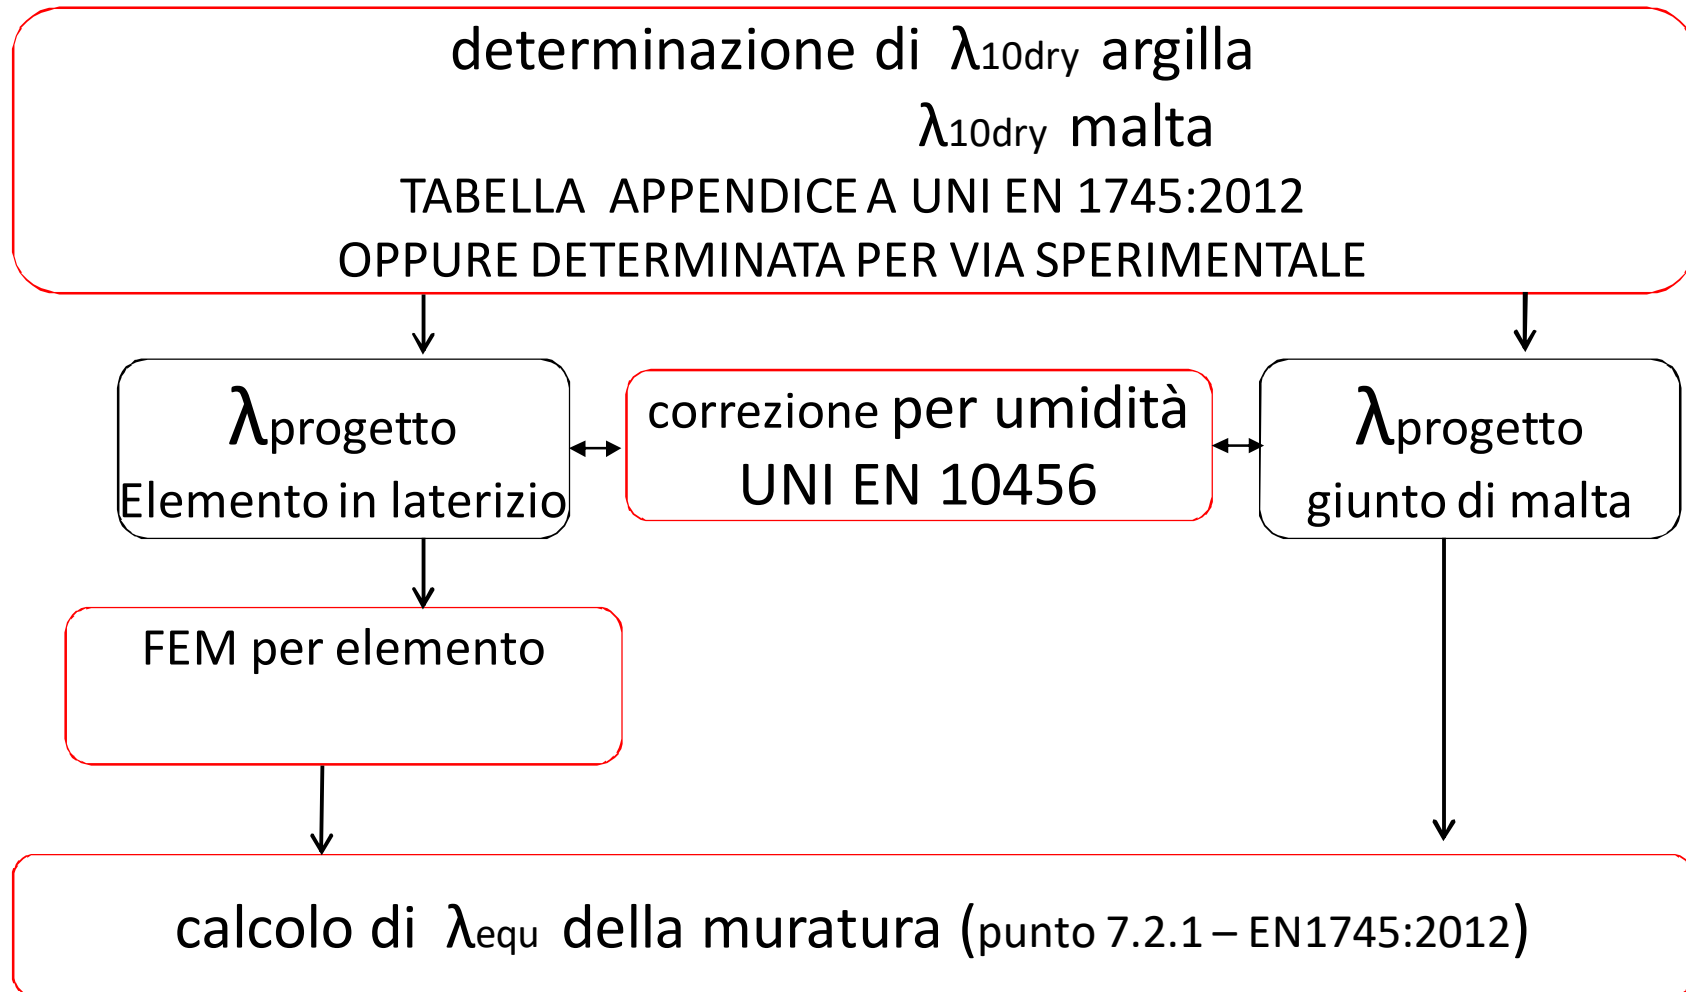 determinazione di λ10dry argilla
λ10dry malta
TABELLA APPENDICE A UNI EN 1745:2012
OPPURE DETERMINATA PER VIA SPERIMENTALE
λprogetto
Elemento in laterizio
correzione per umidità
UNI EN 10456
λprogetto
giunto di malta
FEM per elemento
calcolo di λequ della muratura (punto 7.2.1 – EN1745:2012)